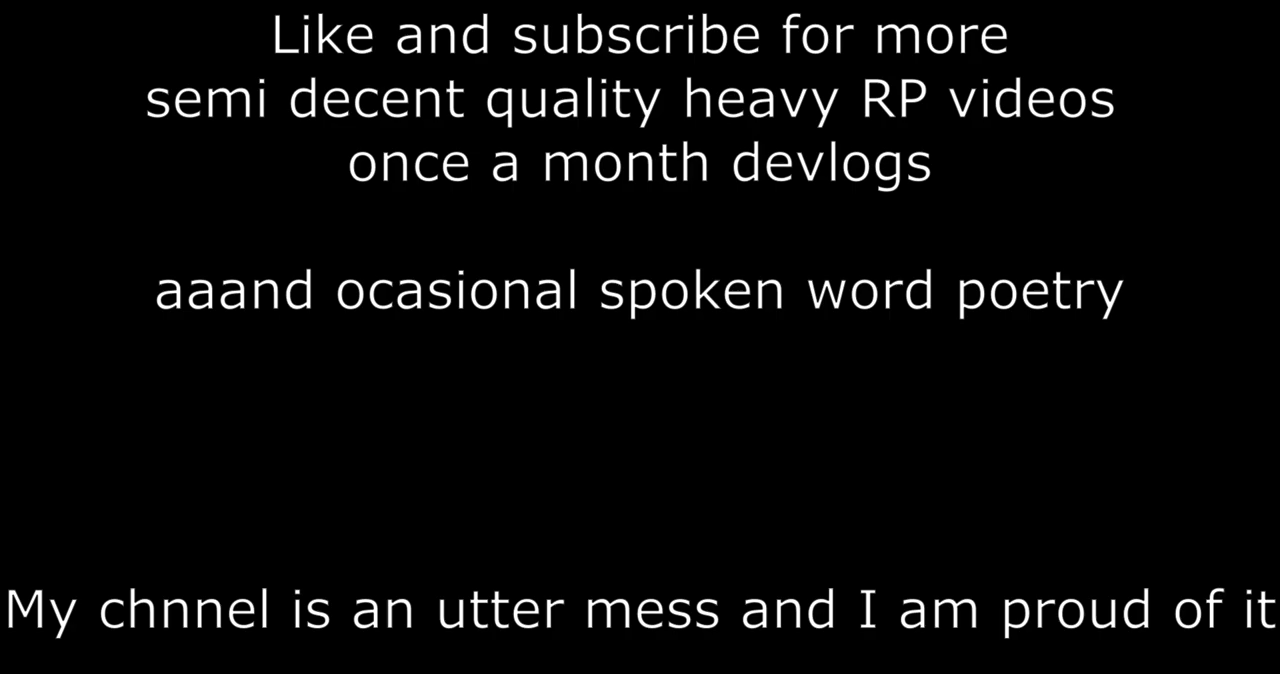 Like and subscribe for more
semi decent quality heavy RP videos
once a month devlogs
aaand ocasional spoken word poetry
My chnnel is an utter mess and I am proud of it